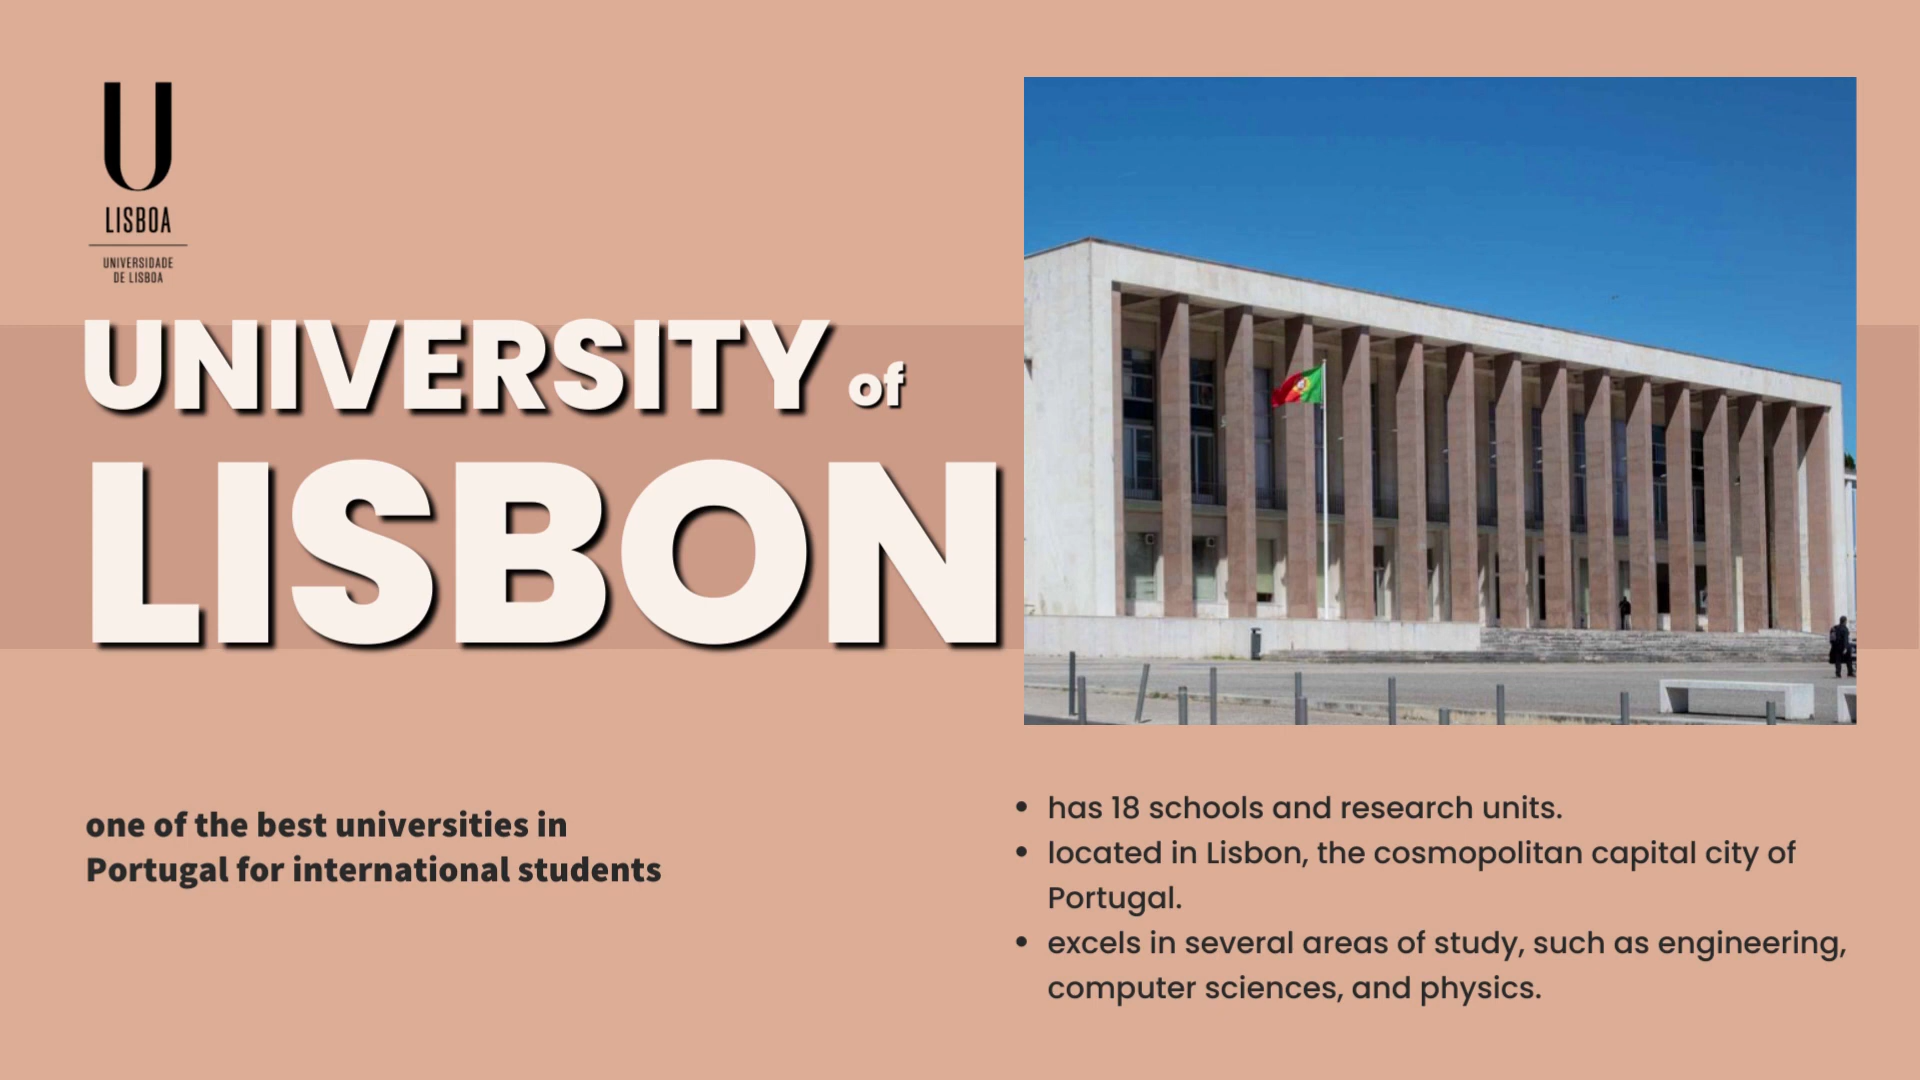 U
LISBOA
UNIVERSIDADE
DE LISBOA
UNIVERSITY of
LISBON
one of the best universities in
Portugal for international students
• has 18 schools and research units.
• located in Lisbon, the cosmopolitan capital city of
Portugal.
• excels in several areas of study, such as engineering,
computer sciences, and physics.